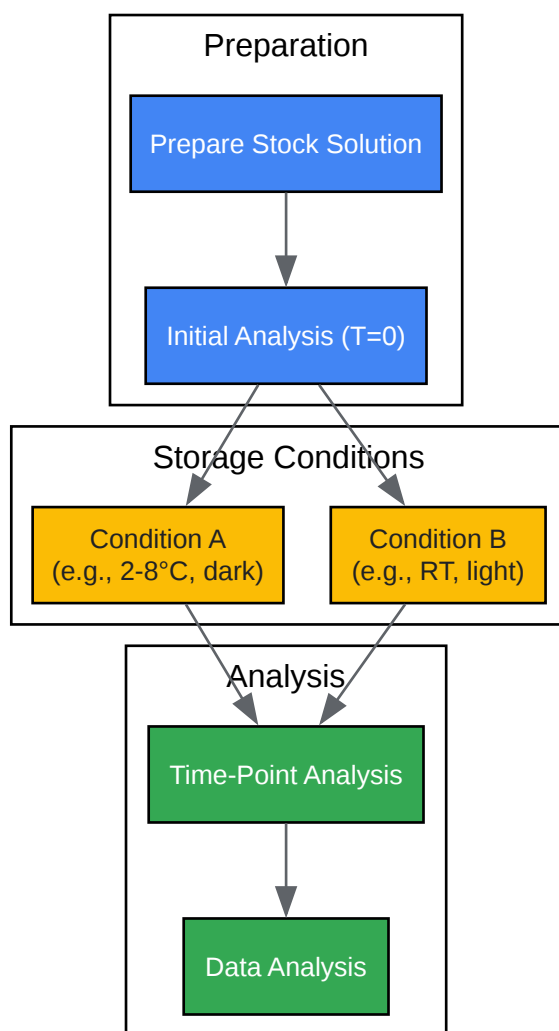 Preparation
Prepare Stock Solution
Initial Analysis (T=0)
Storage Conditions
Condition A
(e.g., 2-8°C, dark)
Condition B
(e.g., RT, light)
Analysis
Time-Point Analysis
Data Analysis